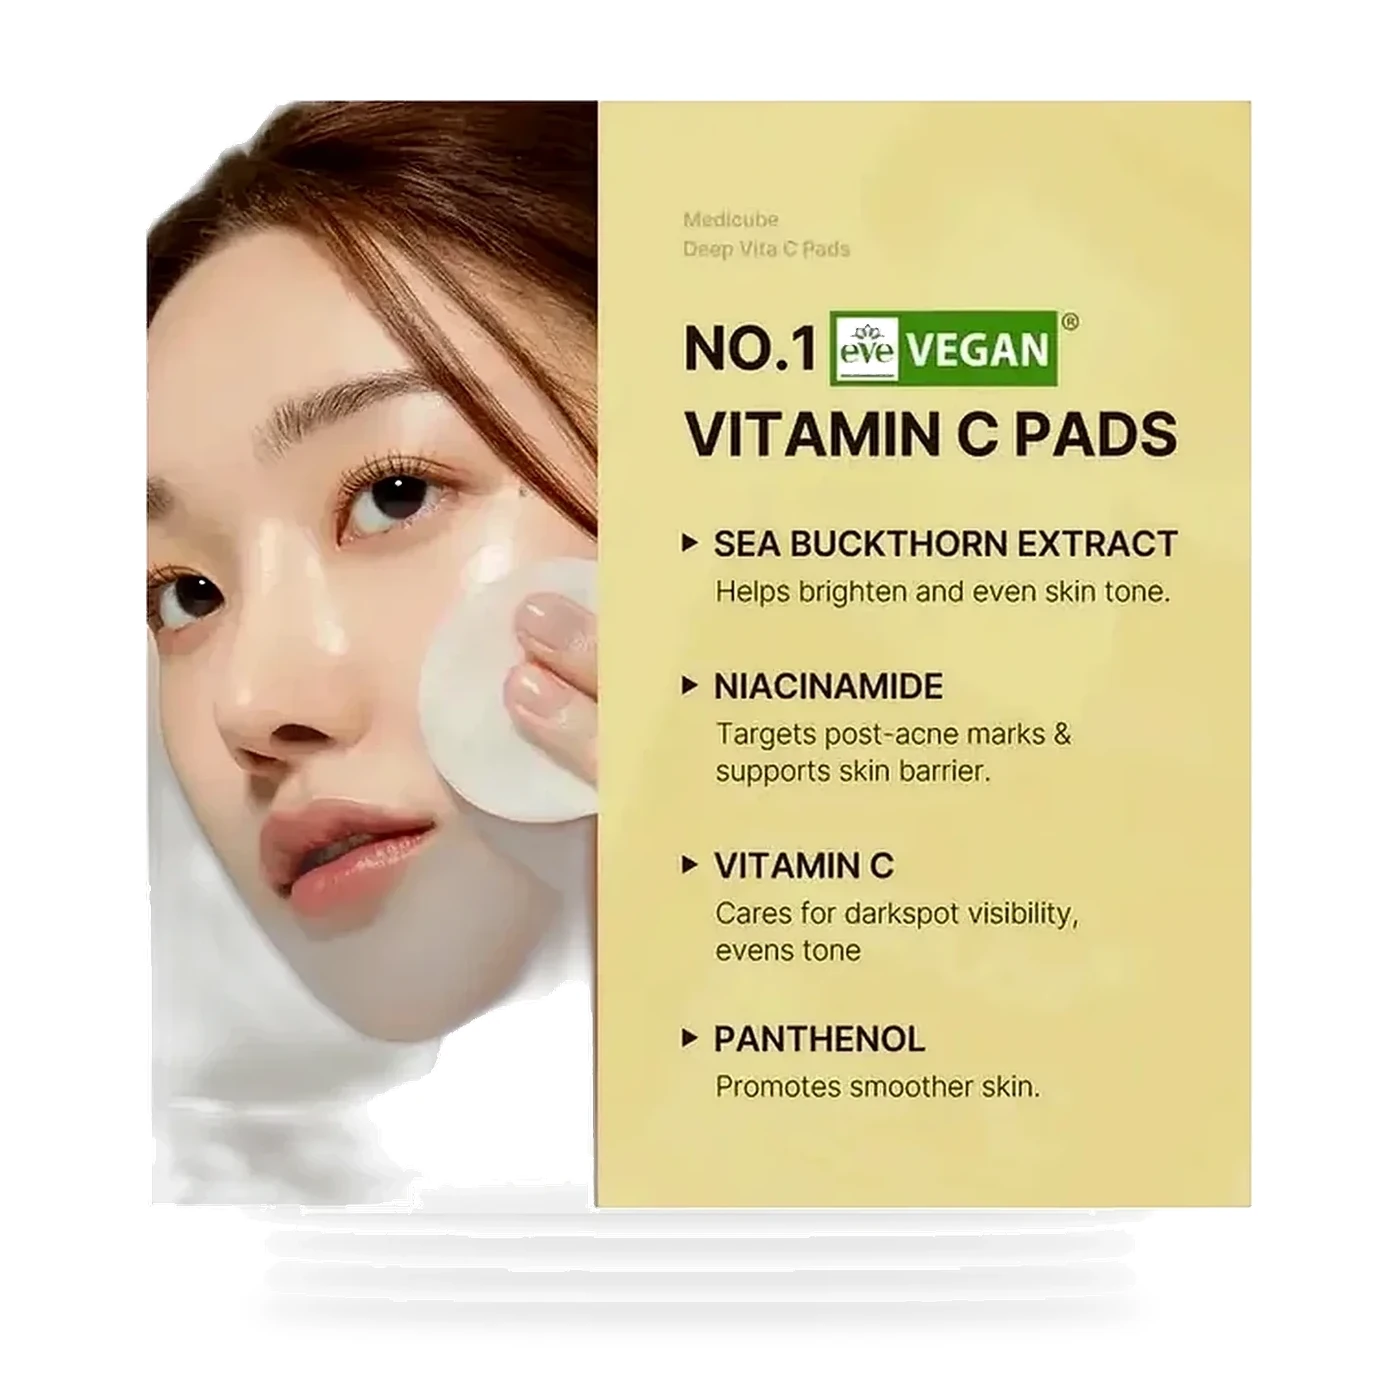 Medicube
Deep Vita C Pads
NO.1 eve VEGAN ®
VITAMIN C PADS
▶ SEA BUCKTHORN EXTRACT
Helps brighten and even skin tone.
▶ NIACINAMIDE
Targets post-acne marks &
supports skin barrier.
▶ VITAMIN C
Cares for darkspot visibility,
evens tone
▶ PANTHENOL
Promotes smoother skin.